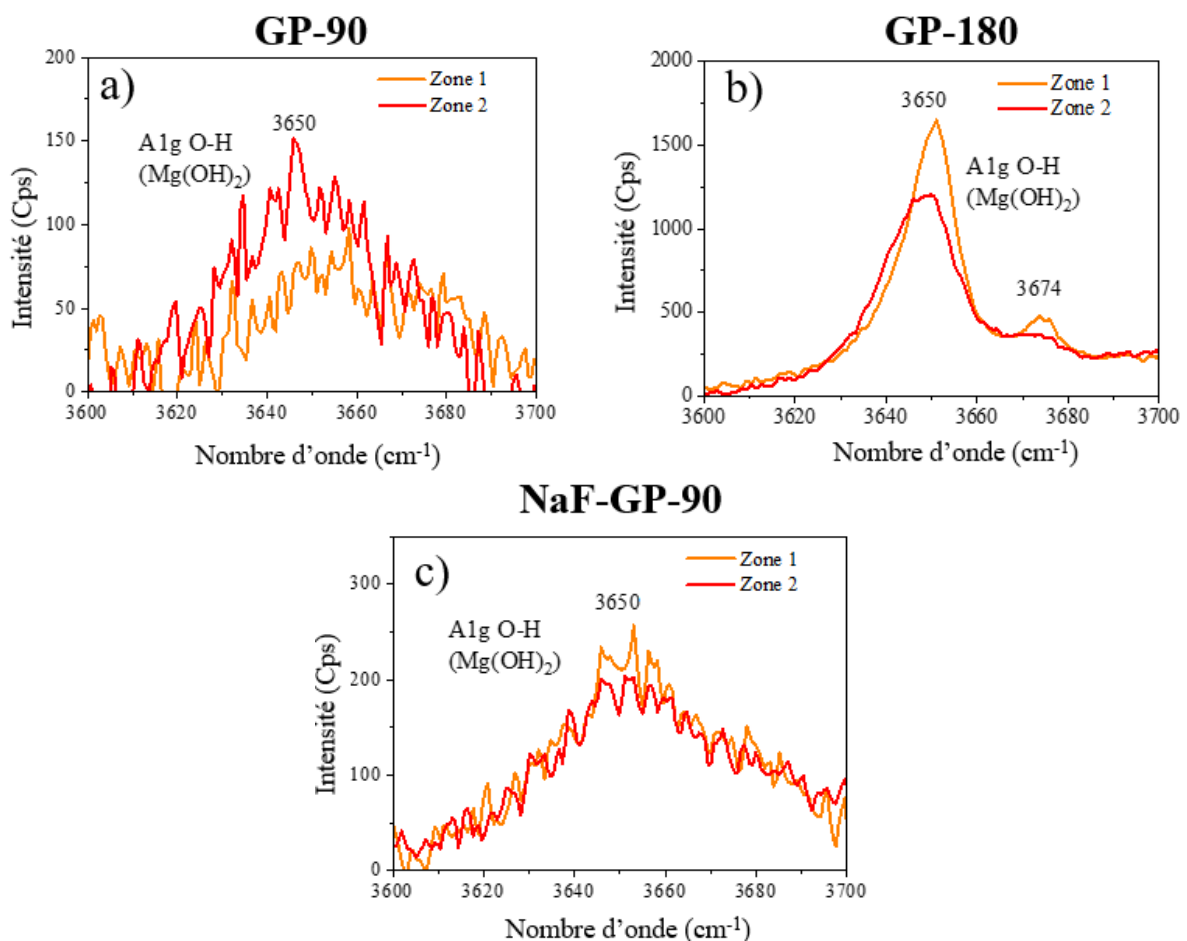 GP-90
a)
Zone 1
Zone 2
3650
A1g O-H
(Mg(OH)2)
200
150
100
50
0
Intensité (Cps)
3600 3620 3640 3660 3680 3700
Nombre d’onde (cm-1)
GP-180
b)
Zone 1
Zone 2
3650
A1g O-H
(Mg(OH)2)
3674
2000
1500
1000
500
0
Intensité (Cps)
3600 3620 3640 3660 3680 3700
Nombre d’onde (cm-1)
NaF-GP-90
c)
Zone 1
Zone 2
3650
A1g O-H
(Mg(OH)2)
300
200
100
0
Intensité (Cps)
3600 3620 3640 3660 3680 3700
Nombre d’onde (cm-1)